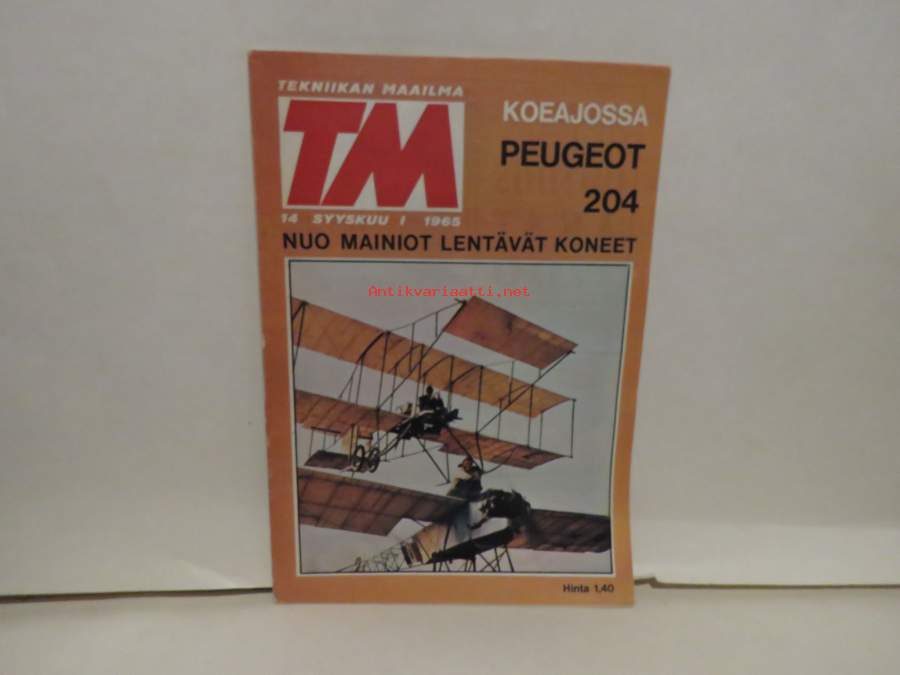 TEKNIIKAN MAAILMA
TM
14 SYYSKUU I 1965
KOEAJOSSA
PEUGEOT
204
NUO MAINIOT LENTÄVÄT KONEET
Antikvariaatti.net
Hinta 1,40